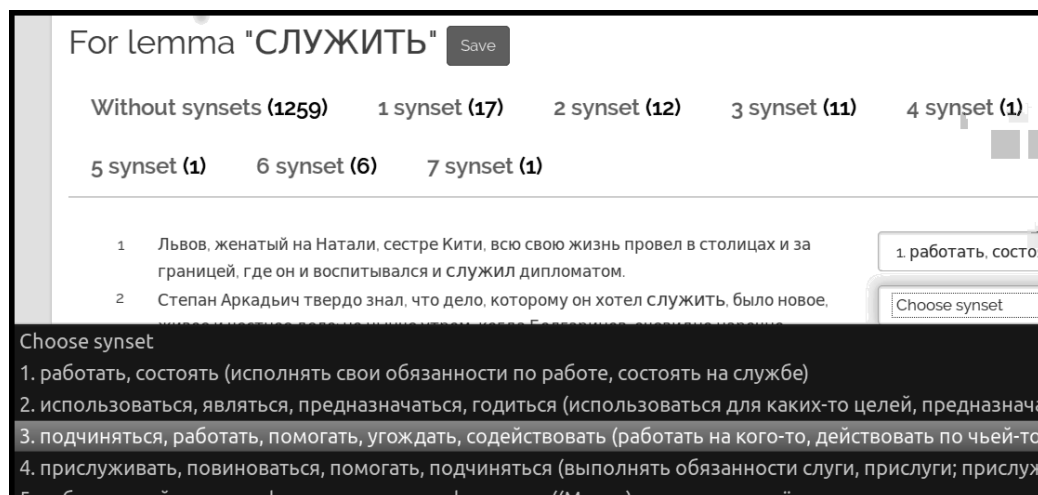 For lemma "СЛУЖИТЬ" Save
Without synsets (1259) 1 synset (17) 2 synset (12) 3 synset (11) 4 synset (1)
5 synset (1) 6 synset (6) 7 synset (1)
1 Львов, женатый на Натали, сестре Кити, всю свою жизнь провел в столицах и за
границей, где он и воспитывался и служил дипломатом.
1. работать, состо
2 Степан Аркадьич твердо знал, что дело, которому он хотел служить, было новое,
Choose synset
Choose synset
1. работать, состоять (исполнять свои обязанности по работе, состоять на службе)
2. использоваться, являться, предназначаться, годиться (использоваться для каких-то целей, предназнача
3. подчиняться, работать, помогать, угождать, содействовать (работать на кого-то, действовать по чьей-то
4. прислуживать, повиноваться, помогать, подчиняться (выполнять обязанности слуги, прислуги; прислуж